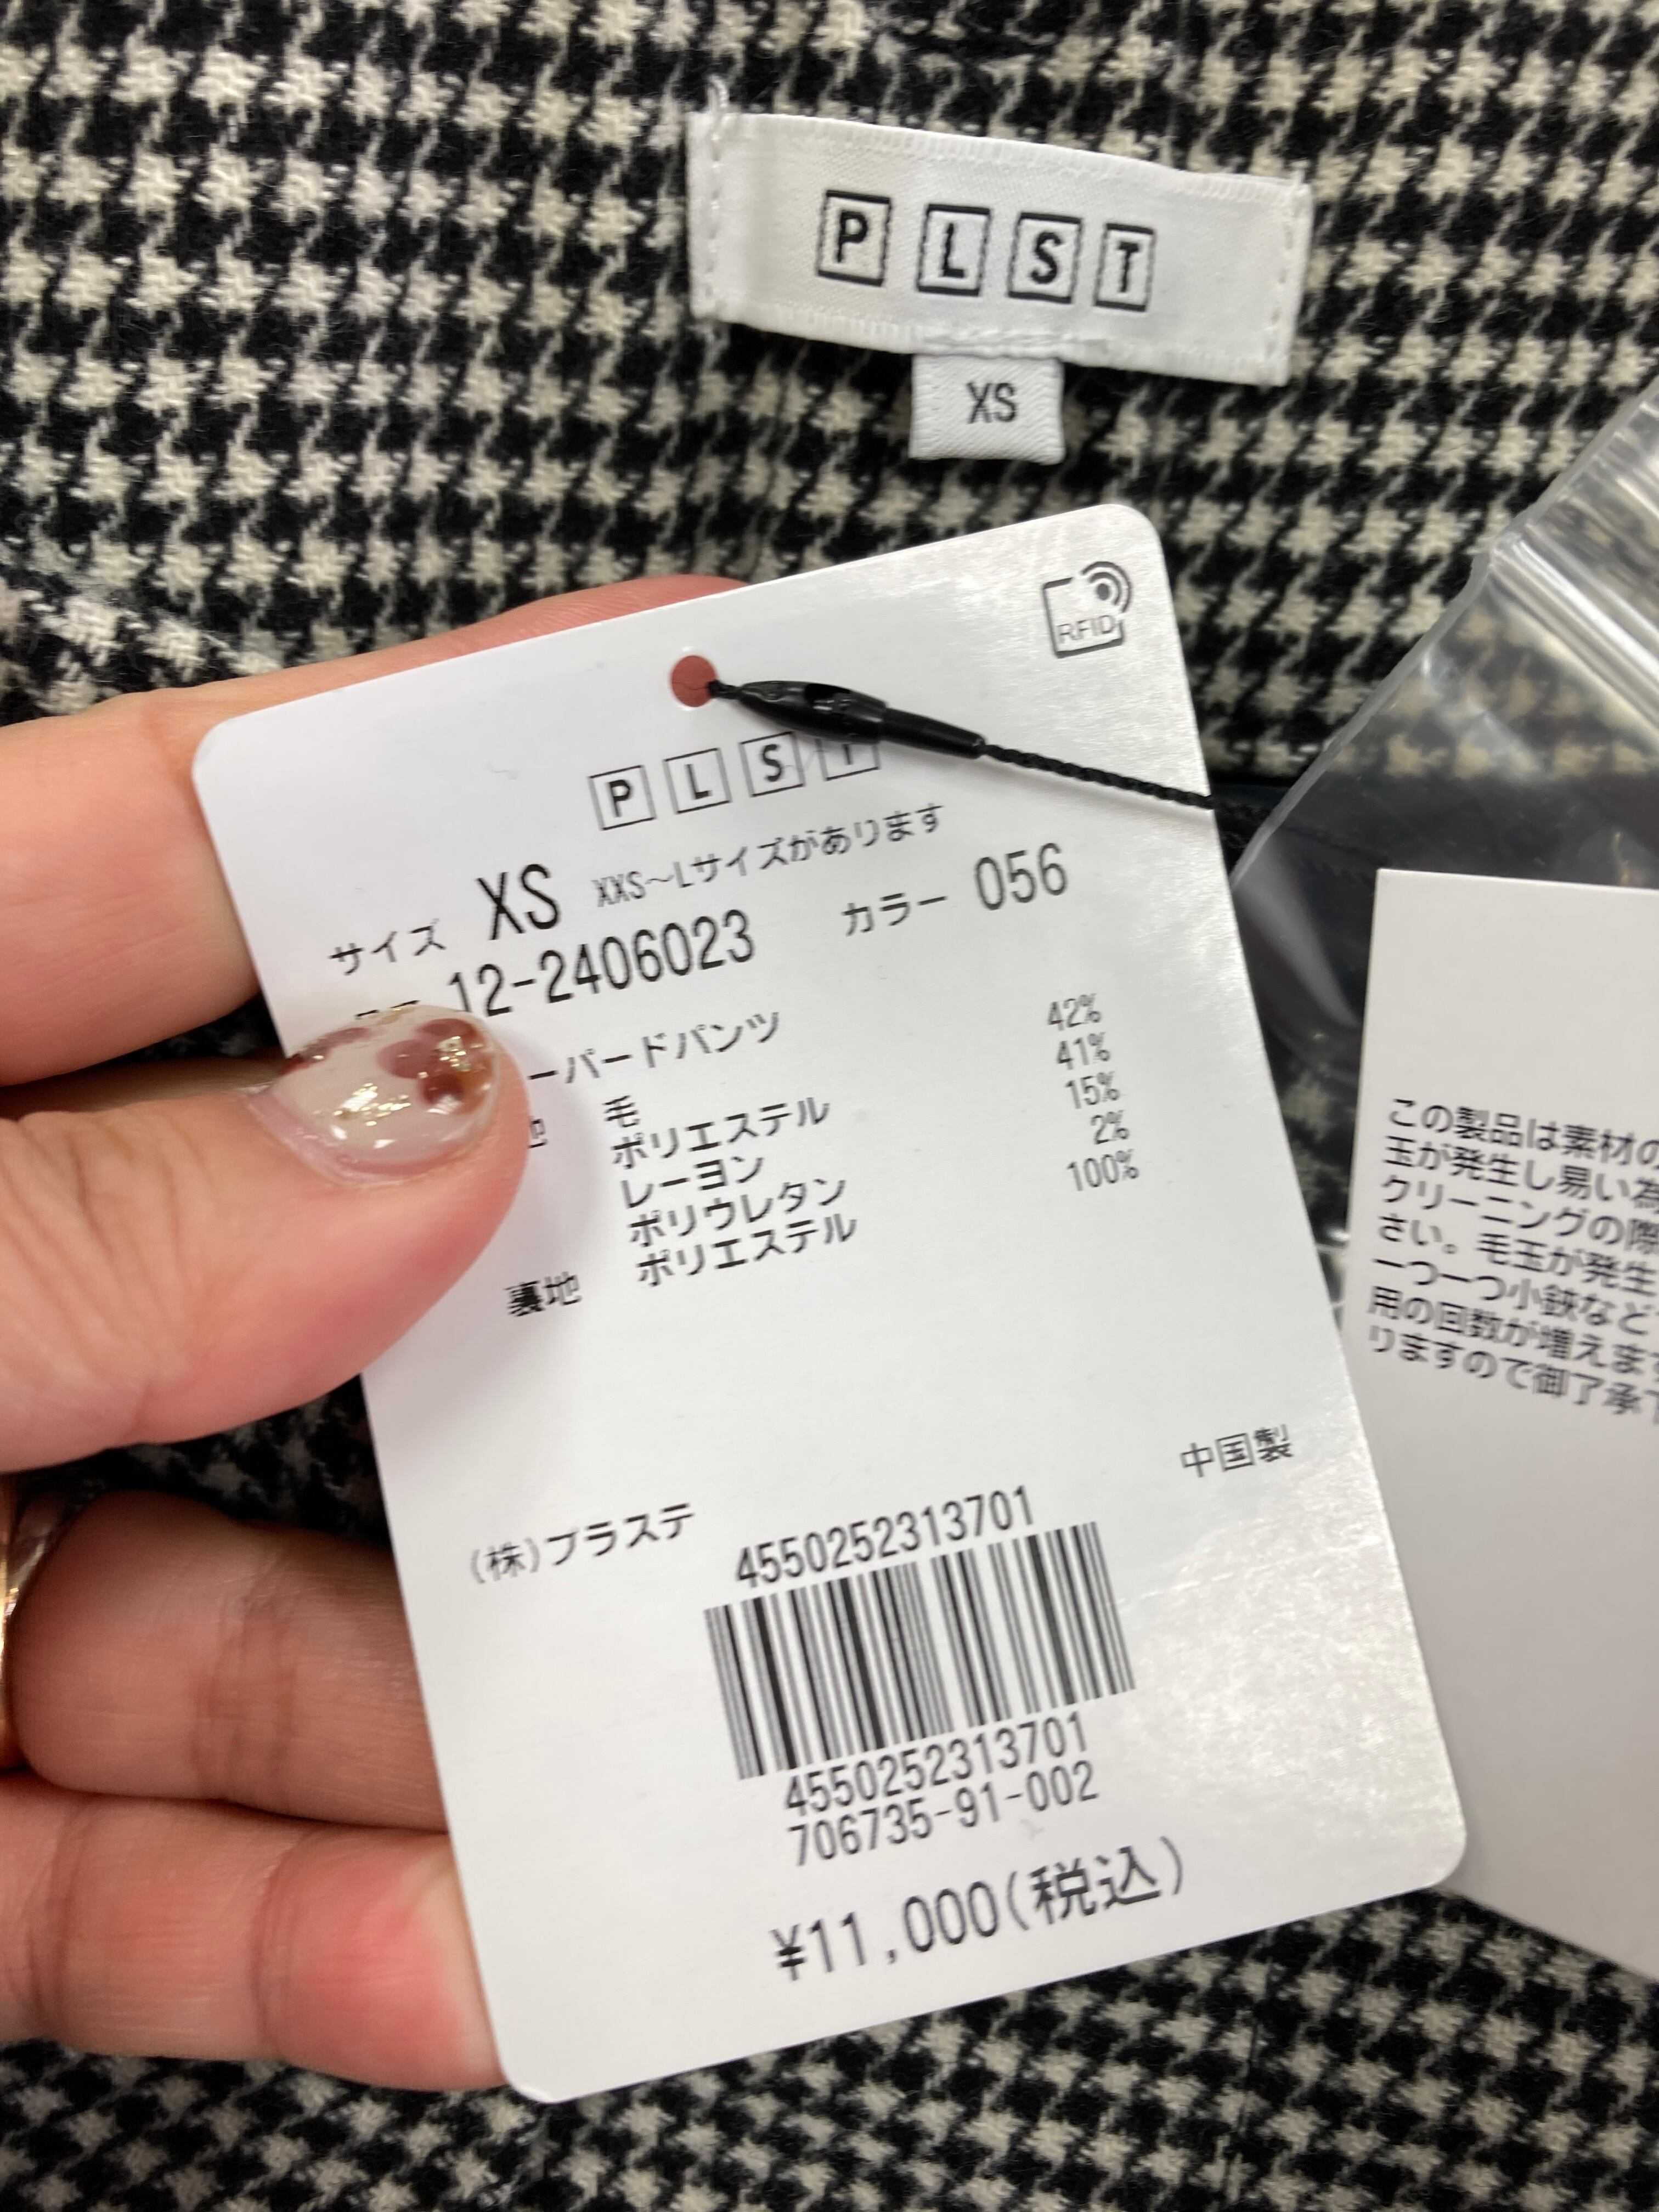 PLST
XS
RFID
PLST
サイズ XS XXS~Lサイズがあります
12-2406023 カラー 056
ーパードパンツ
毛 42%
ポリエステル 41%
レーヨン 15%
ポリウレタン 2%
裏地 ポリエステル 100%
中国製
(株)プラステ
4550252313701
4550252313701
706735-91-002
¥11,000(税込)
この製品は素材の
玉が発生し易い為
クリーニングの際
さい。毛玉が発生
一つ一つ小鋏など
用の回数が増えます
りますので御了承下